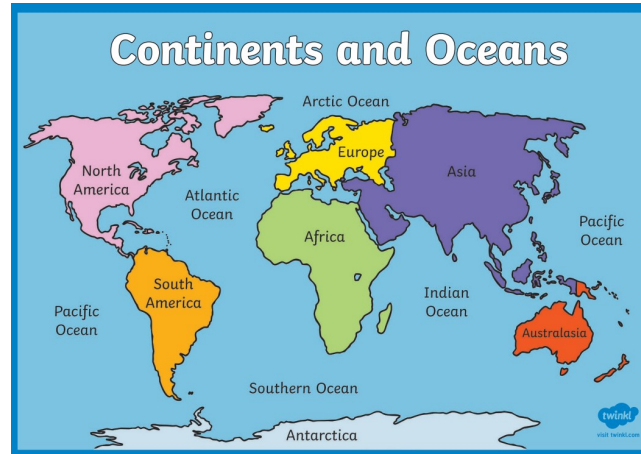 Continents and Oceans
Arctic Ocean
North
America
Europe
Asia
Atlantic
Ocean
Pacific
Ocean
Africa
South
America
Indian
Ocean
Pacific
Ocean
Australasia
Southern Ocean
Antarctica
twinkl
visit twinkl.com